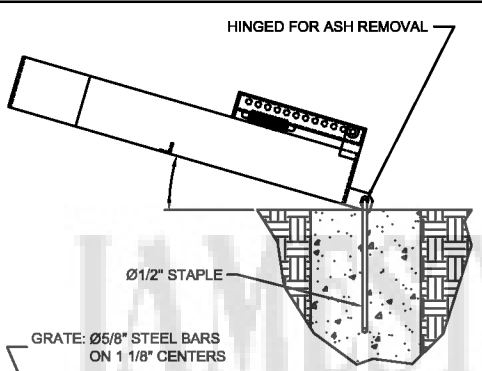 HINGED FOR ASH REMOVAL
Ø1/2" STAPLE
GRATE: Ø5/8" STEEL BARS
ON 1 1/8" CENTERS